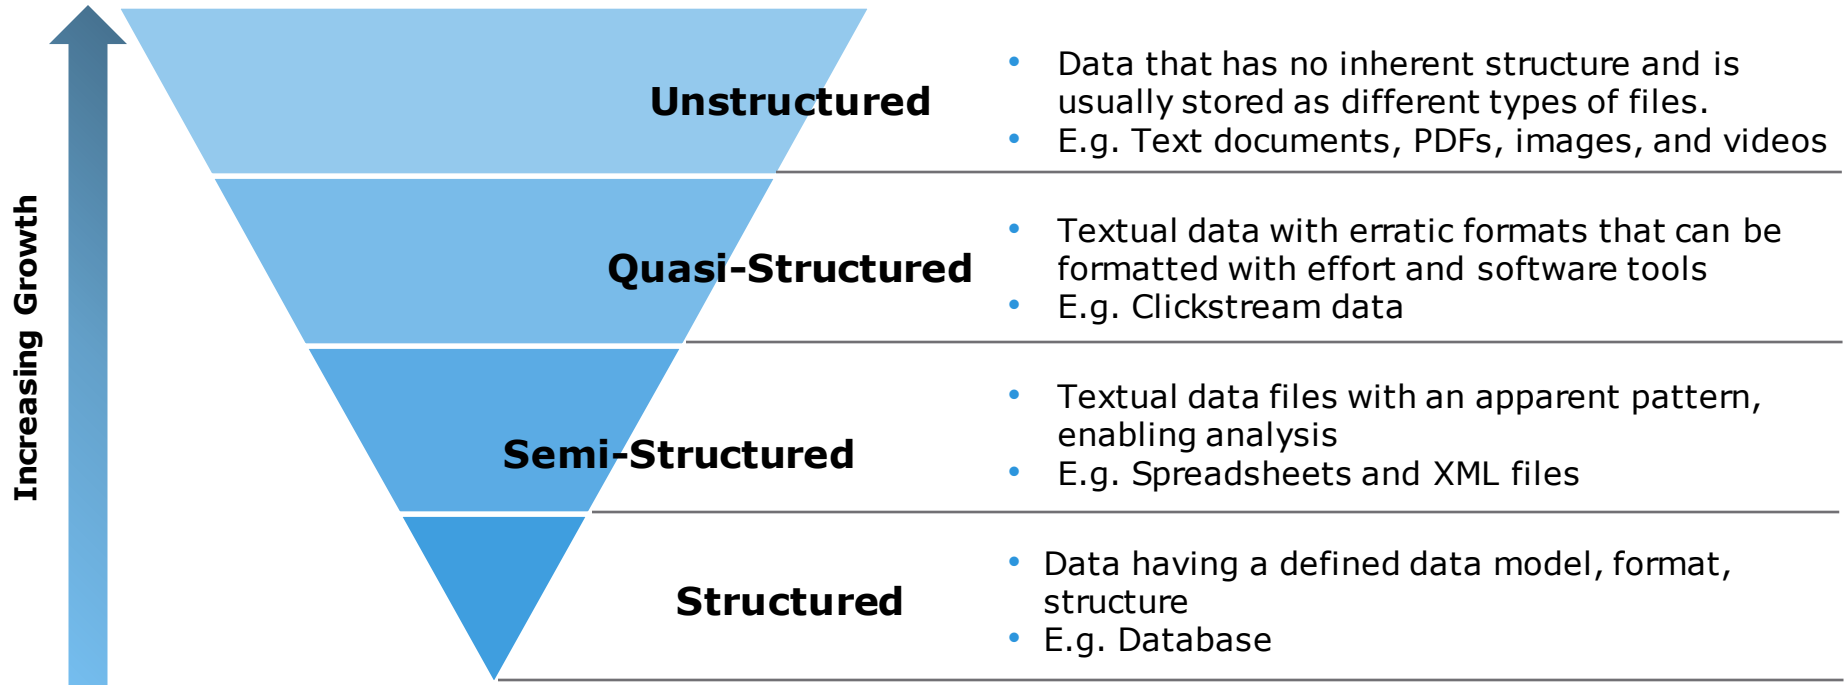 Increasing Growth
Unstructured
• Data that has no inherent structure and is
usually stored as different types of files.
• E.g. Text documents, PDFs, images, and videos
Quasi-Structured
• Textual data with erratic formats that can be
formatted with effort and software tools
• E.g. Clickstream data
Semi-Structured
• Textual data files with an apparent pattern,
enabling analysis
• E.g. Spreadsheets and XML files
Structured
• Data having a defined data model, format,
structure
• E.g. Database